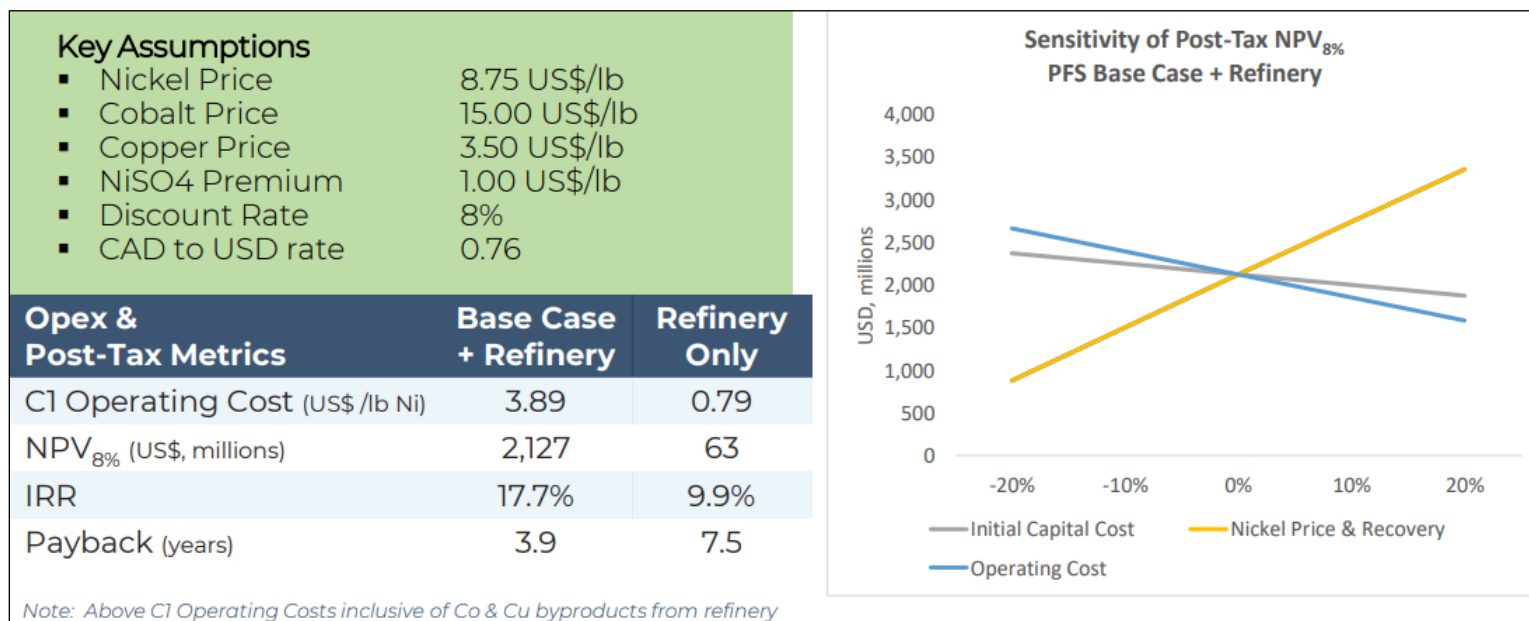 Key Assumptions
▪ Nickel Price 8.75 US$/lb
▪ Cobalt Price 15.00 US$/lb
▪ Copper Price 3.50 US$/lb
▪ NiSO4 Premium 1.00 US$/lb
▪ Discount Rate 8%
▪ CAD to USD rate 0.76
Opex & Base Case Refinery
Post-Tax Metrics + Refinery Only
C1 Operating Cost (US$ /lb Ni) 3.89 0.79
NPV8% (US$, millions) 2,127 63
IRR 17.7% 9.9%
Payback (years) 3.9 7.5
Note: Above C1 Operating Costs inclusive of Co & Cu byproducts from refinery
Sensitivity of Post-Tax NPV8%
PFS Base Case + Refinery
USD, millions
4,000
3,500
3,000
2,500
2,000
1,500
1,000
500
0
-20% -10% 0% 10% 20%
Initial Capital Cost Nickel Price & Recovery
Operating Cost